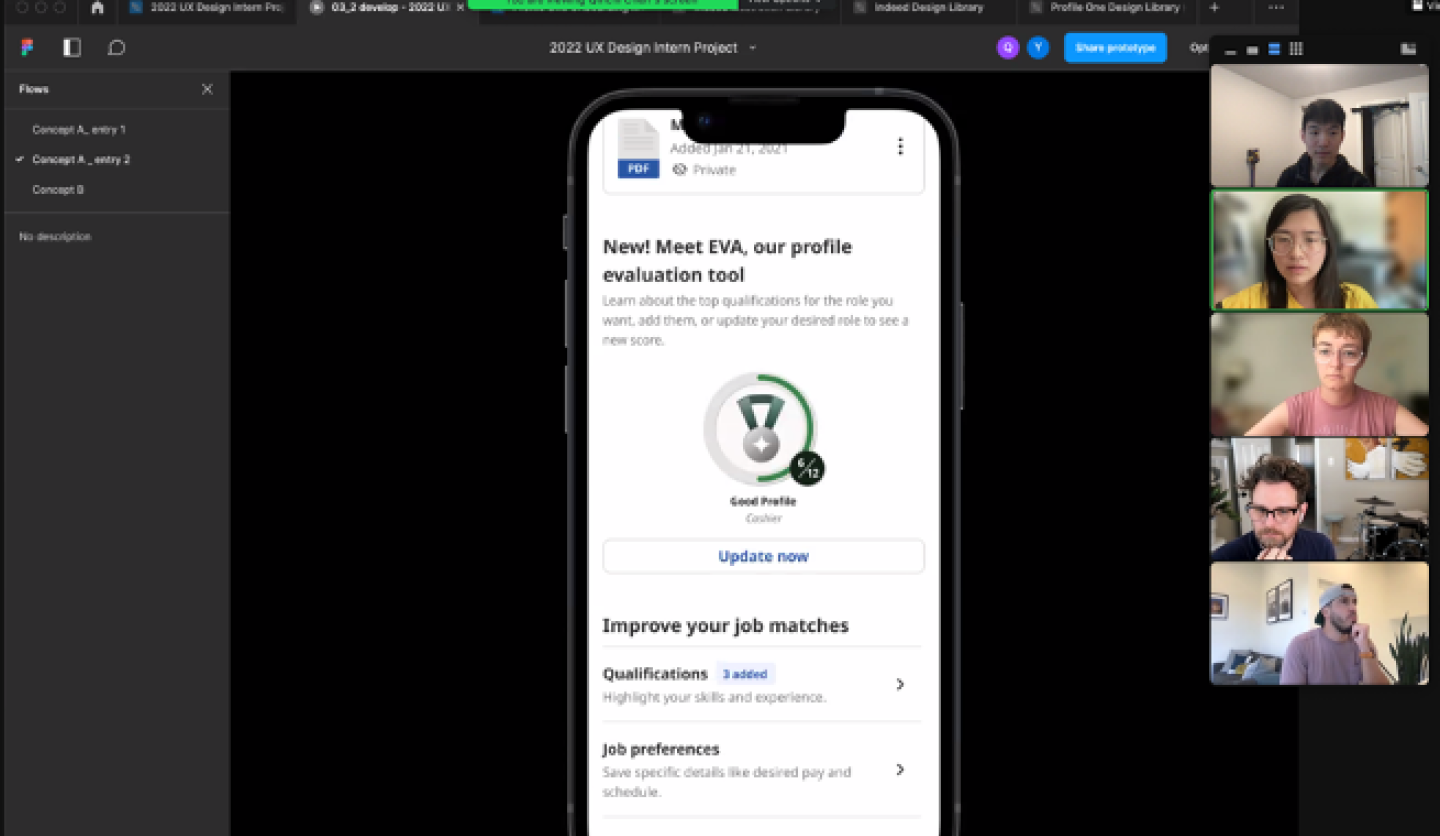 2022 UX Design Intern Proj
03_2 develop - 2022 U
Indeed Design Library
Profile One Design Library
2022 UX Design Intern Project
Q
Y
Share prototype
Opt
Flows
Concept A_ entry 1
Concept A _ entry 2
Concept B
No description
M
Added Jan 21, 2021
PDF
Private
New! Meet EVA, our profile
evaluation tool
Learn about the top qualifications for the role you
want, add them, or update your desired role to see a
new score.
6/12
Good Profile
Cashier
Update now
Improve your job matches
Qualifications 3 added
Highlight your skills and experience.
Job preferences
Save specific details like desired pay and
schedule.